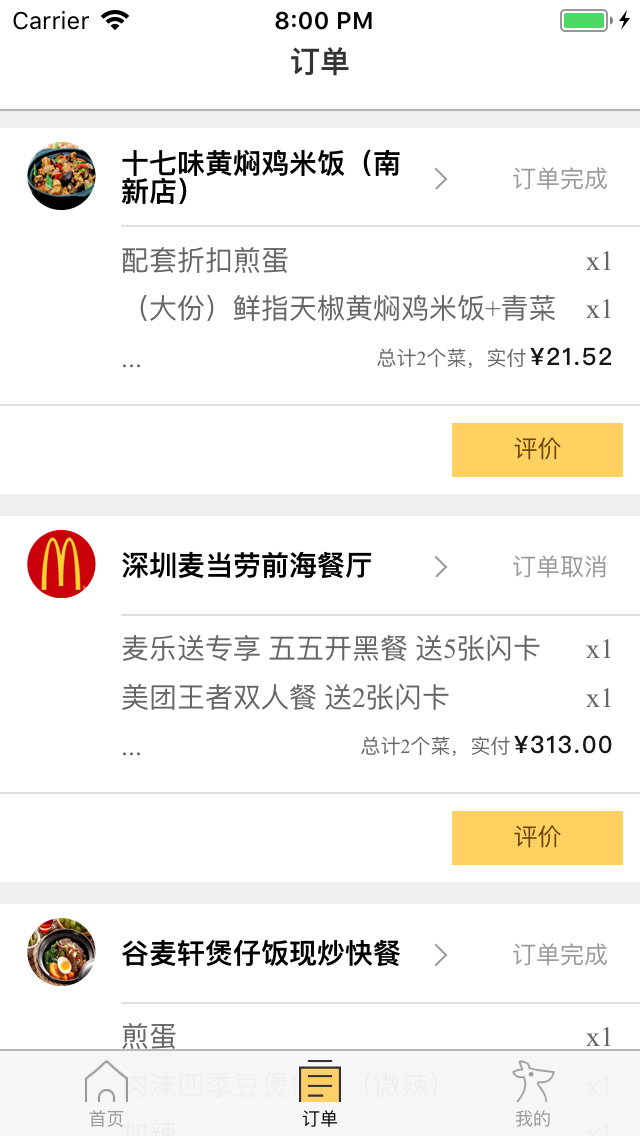 Carrier 8:00 PM
订单
十七味黄焖鸡米饭（南
新店）
订单完成
配套折扣煎蛋 x1
（大份）鲜指天椒黄焖鸡米饭+青菜 x1
... 总计2个菜，实付 ¥21.52
评价
深圳麦当劳前海餐厅 订单取消
麦乐送专享 五五开黑餐 送5张闪卡 x1
美团王者双人餐 送2张闪卡 x1
... 总计2个菜，实付 ¥313.00
评价
谷麦轩煲仔饭现炒快餐 订单完成
煎蛋 x1
肉沫四季豆煲 （微辣） x1
加辣 x1
首页 订单 我的